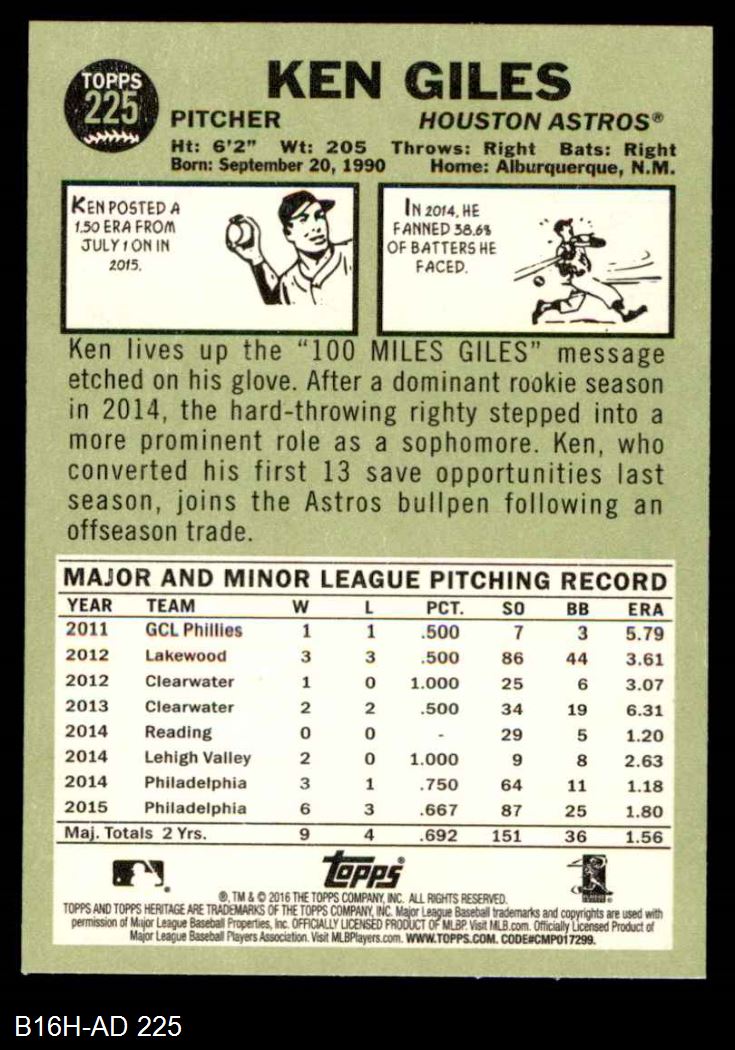 TOPPS
225
KEN GILES
PITCHER HOUSTON ASTROS®
Ht: 6'2" Wt: 205 Throws: Right Bats: Right
Born: September 20, 1990 Home: Alburquerque, N.M.
KEN POSTED A
1.50 ERA FROM
JULY 1 ON IN
2015.
IN 2014, HE
FANNED 38.6%
OF BATTERS HE
FACED.
Ken lives up the "100 MILES GILES" message
etched on his glove. After a dominant rookie season
in 2014, the hard-throwing righty stepped into a
more prominent role as a sophomore. Ken, who
converted his first 13 save opportunities last
season, joins the Astros bullpen following an
offseason trade.
MAJOR AND MINOR LEAGUE PITCHING RECORD
YEAR TEAM W L PCT. SO BB ERA
2011 GCL Phillies 1 1 .500 7 3 5.79
2012 Lakewood 3 3 .500 86 44 3.61
2012 Clearwater 1 0 1.000 25 6 3.07
2013 Clearwater 2 2 .500 34 19 6.31
2014 Reading 0 0 - 29 5 1.20
2014 Lehigh Valley 2 0 1.000 9 8 2.63
2014 Philadelphia 3 1 .750 64 11 1.18
2015 Philadelphia 6 3 .667 87 25 1.80
Maj. Totals 2 Yrs. 9 4 .692 151 36 1.56
topps®
®, TM & © 2016 THE TOPPS COMPANY, INC. ALL RIGHTS RESERVED.
TOPPS AND TOPPS HERITAGE ARE TRADEMARKS OF THE TOPPS COMPANY, INC. Major League Baseball trademarks and copyrights are used with
permission of Major League Baseball Properties, Inc. OFFICIALLY LICENSED PRODUCT OF MLBP. Visit MLB.com. Officially Licensed Product of
Major League Baseball Players Association. Visit MLBPlayers.com. WWW.TOPPS.COM. CODE#CMP017299.
B16H-AD 225